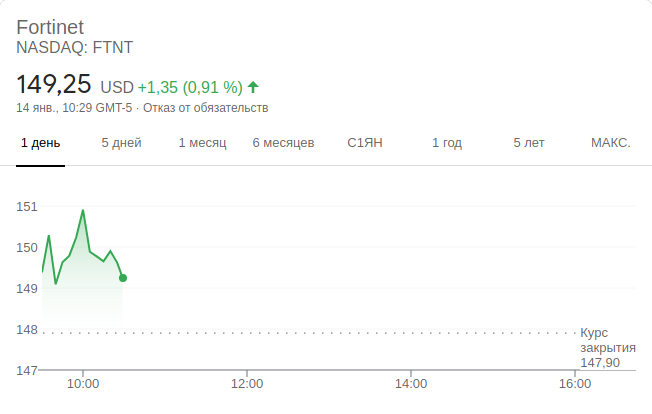 Fortinet
NASDAQ: FTNT
149,25 USD +1,35 (0,91 %)
14 янв., 10:29 GMT-5 · Отказ от обязательств
1 день 5 дней 1 месяц 6 месяцев С1ЯН 1 год 5 лет МАКС.
151
150
149
148
Курс
закрытия
147,90
147
10:00 12:00 14:00 16:00